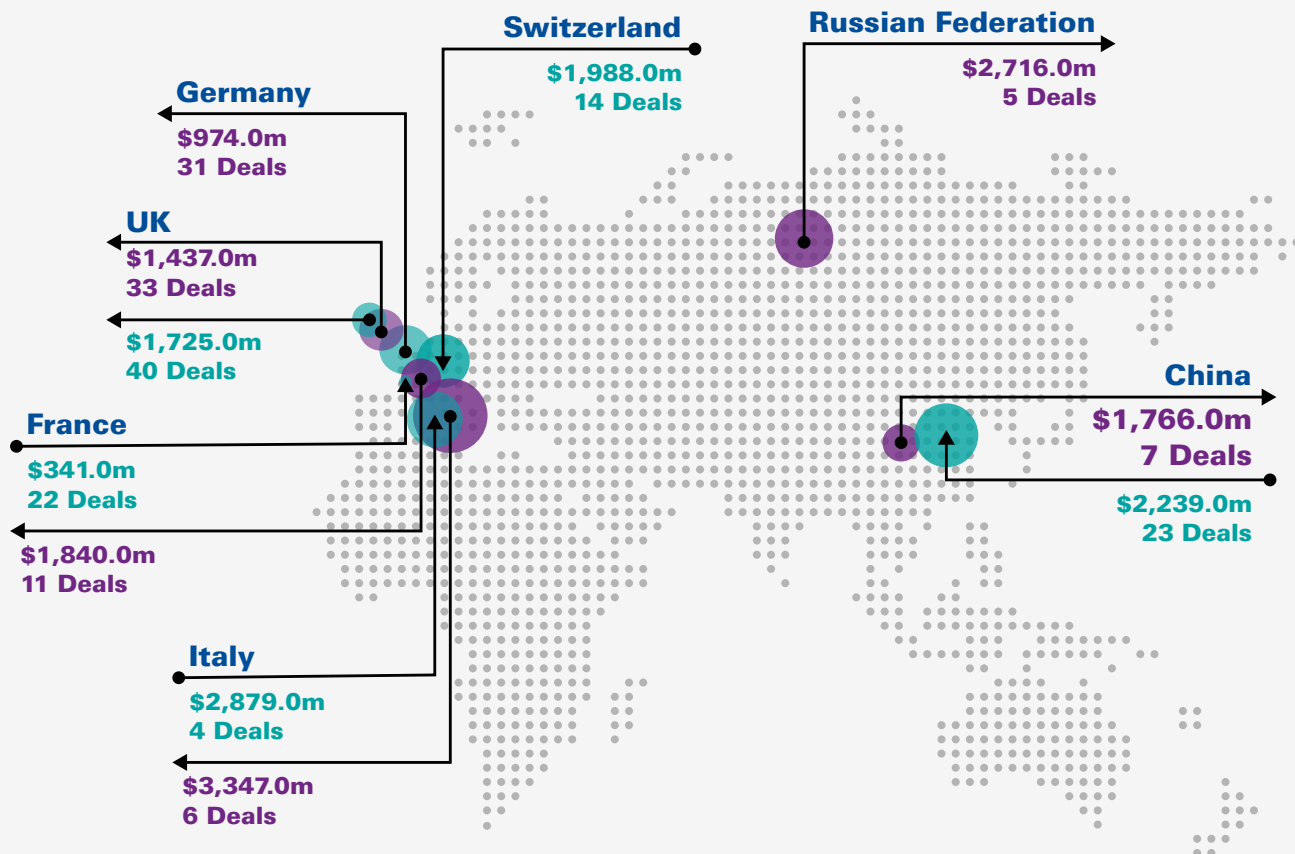 Switzerland
$1,988.0m
14 Deals
Russian Federation
$2,716.0m
5 Deals
Germany
$974.0m
31 Deals
UK
$1,437.0m
33 Deals
$1,725.0m
40 Deals
France
$341.0m
22 Deals
$1,840.0m
11 Deals
China
$1,766.0m
7 Deals
$2,239.0m
23 Deals
Italy
$2,879.0m
4 Deals
$3,347.0m
6 Deals